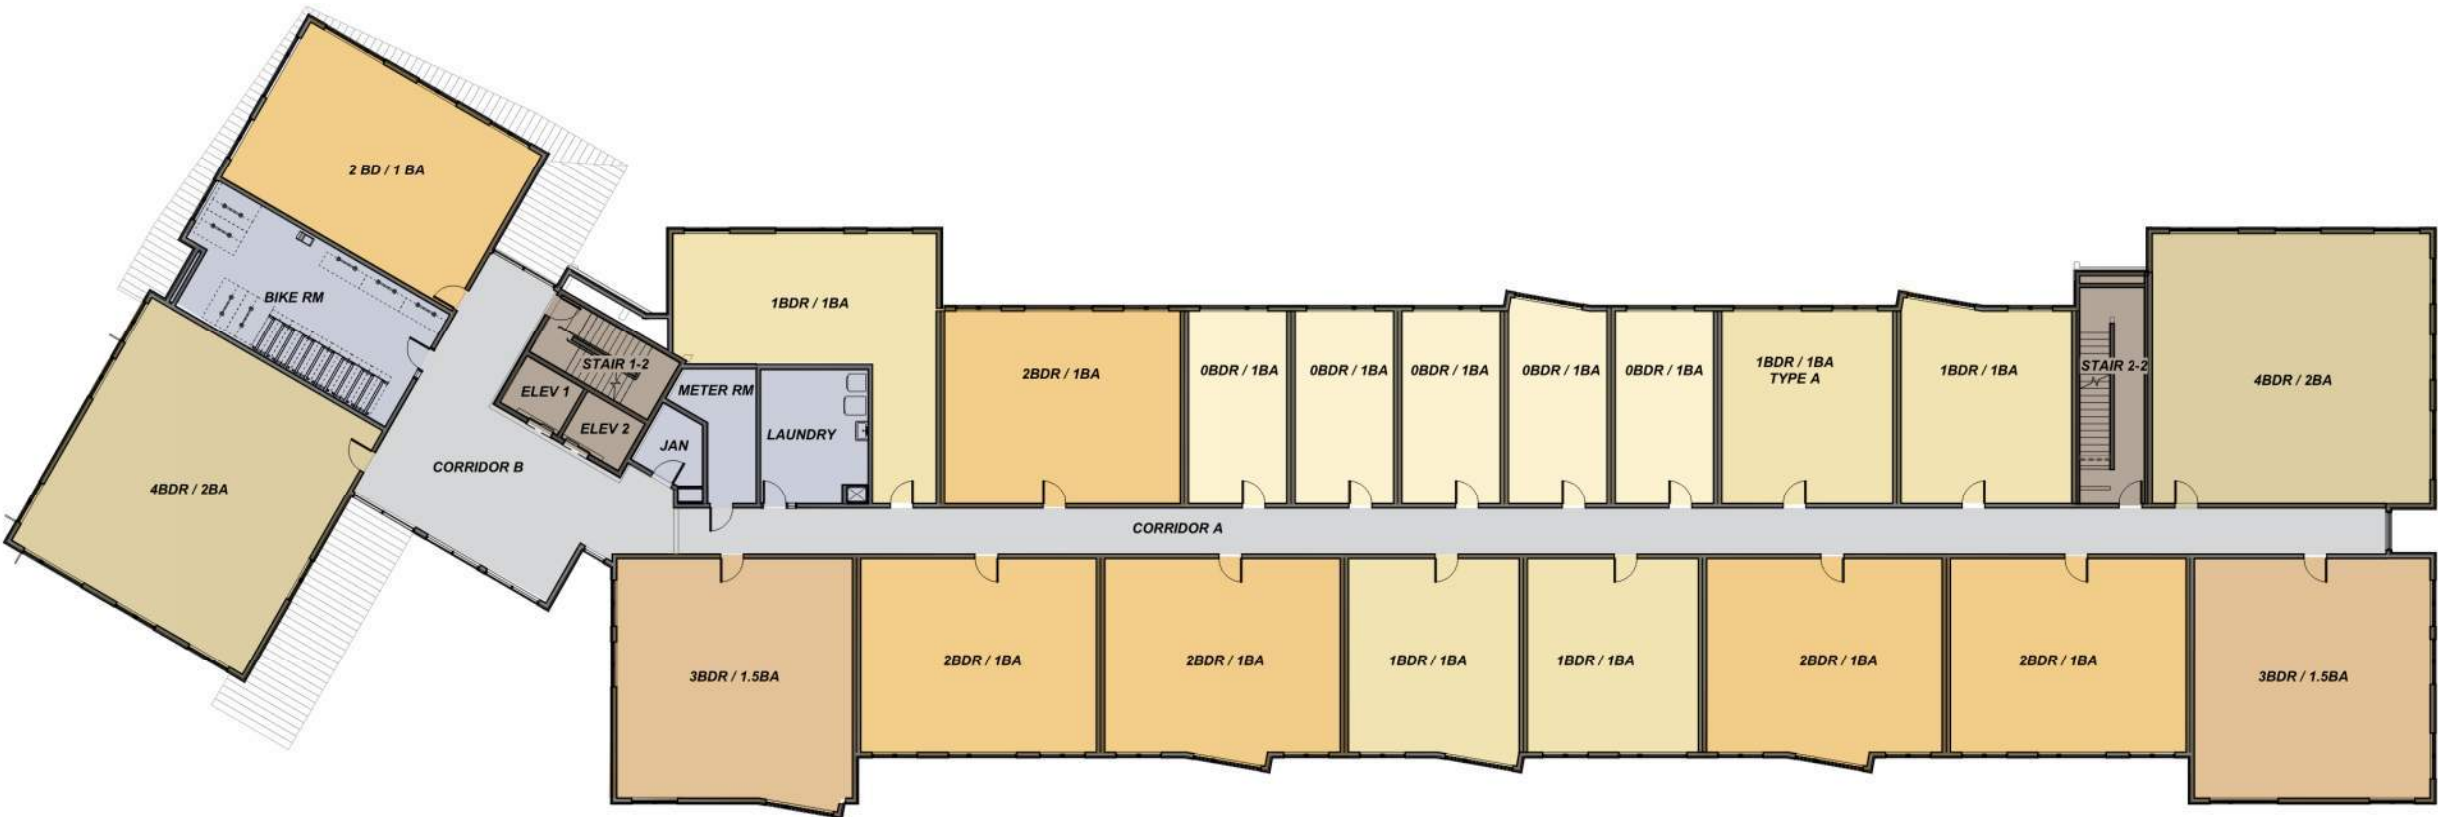 2 BD / 1 BA
BIKE RM
4BDR / 2BA
CORRIDOR B
STAIR 1-2
ELEV 1
ELEV 2
JAN
METER RM
LAUNDRY
1BDR / 1BA
2BDR / 1BA
0BDR / 1BA
0BDR / 1BA
0BDR / 1BA
0BDR / 1BA
0BDR / 1BA
1BDR / 1BA
TYPE A
1BDR / 1BA
STAIR 2-2
4BDR / 2BA
CORRIDOR A
3BDR / 1.5BA
2BDR / 1BA
2BDR / 1BA
1BDR / 1BA
1BDR / 1BA
2BDR / 1BA
2BDR / 1BA
3BDR / 1.5BA